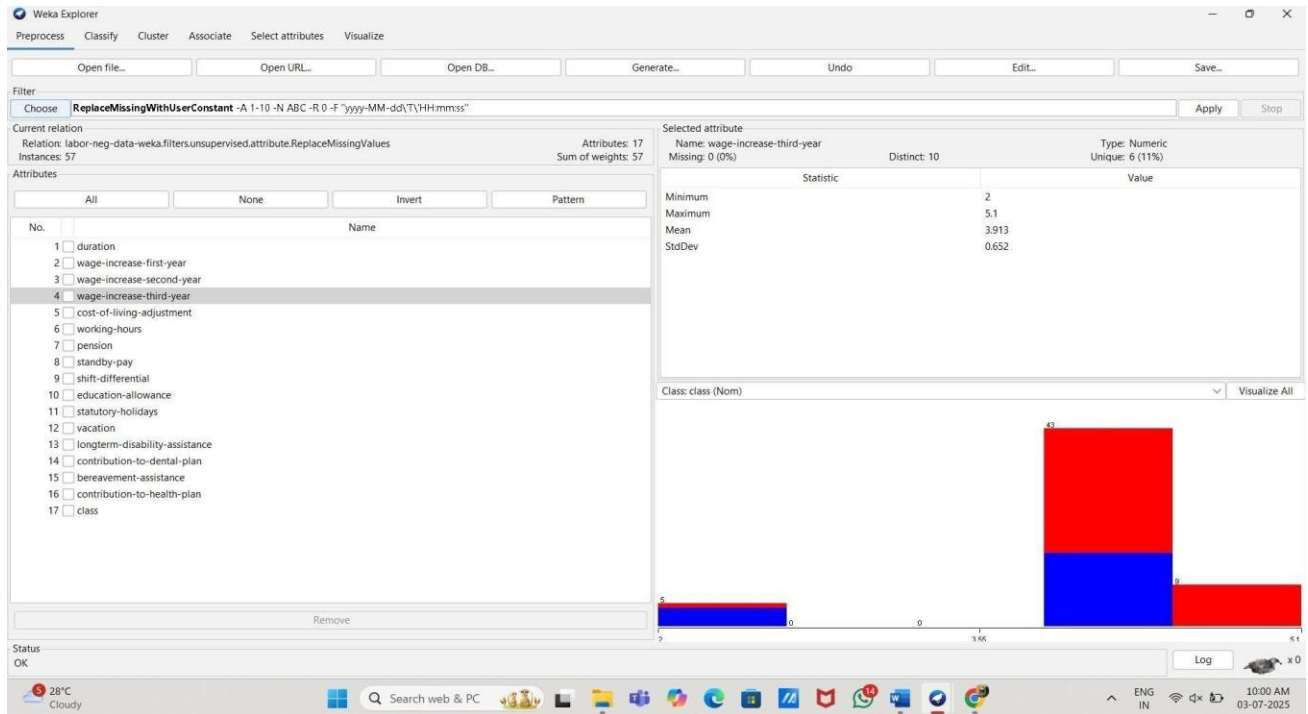 Weka Explorer
Preprocess Classify Cluster Associate Select attributes Visualize
Open file... Open URL... Open DB... Generate... Undo Edit... Save...
Filter
Choose ReplaceMissingWithUserConstant -A 1-10 -N ABC -R 0 -F "yyyy-MM-dd\'T\'HH:mm:ss" Apply Stop
Current relation
Relation: labor-neg-data-weka.filters.unsupervised.attribute.ReplaceMissingValues Attributes: 17
Instances: 57 Sum of weights: 57
Attributes
All None Invert Pattern
No. Name
1 duration
2 wage-increase-first-year
3 wage-increase-second-year
4 wage-increase-third-year
5 cost-of-living-adjustment
6 working-hours
7 pension
8 standby-pay
9 shift-differential
10 education-allowance
11 statutory-holidays
12 vacation
13 longterm-disability-assistance
14 contribution-to-dental-plan
15 bereavement-assistance
16 contribution-to-health-plan
17 class
Remove
Selected attribute
Name: wage-increase-third-year Type: Numeric
Missing: 0 (0%) Distinct: 10 Unique: 6 (11%)
Statistic Value
Minimum 2
Maximum 5.1
Mean 3.913
StdDev 0.652
Class: class (Nom) Visualize All
43
9
5
0 0
2 3.55 5.1
Status
OK
Log x 0
5 28°C
Cloudy
Search web & PC
14
ENG
IN
10:00 AM
03-07-2025